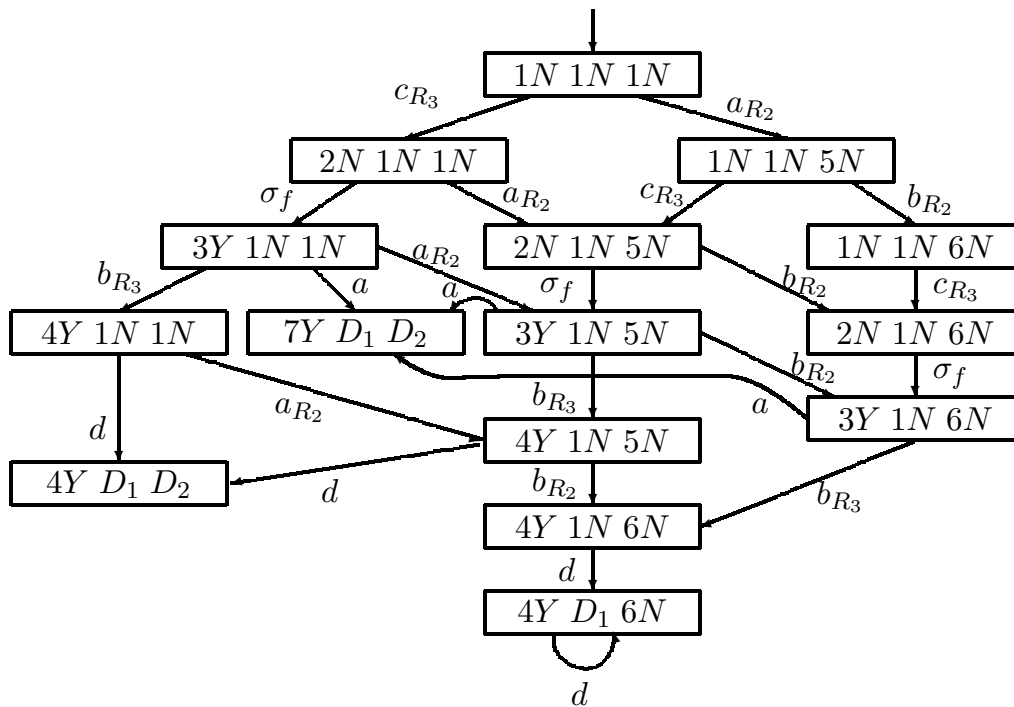 1N 1N 1N
c_{R_3} a_{R_2}
2N 1N 1N 1N 1N 5N
σ_f a_{R_2} c_{R_3} b_{R_2}
3Y 1N 1N 2N 1N 5N 1N 1N 6N
b_{R_3} a a_{R_2} a σ_f b_{R_2} c_{R_3}
4Y 1N 1N 7Y D_1 D_2 3Y 1N 5N 2N 1N 6N
a_{R_2} b_{R_3} b_{R_2} σ_f
d a 3Y 1N 6N
4Y 1N 5N
4Y D_1 D_2 d b_{R_2} b_{R_3}
4Y 1N 6N
d
4Y D_1 6N
d